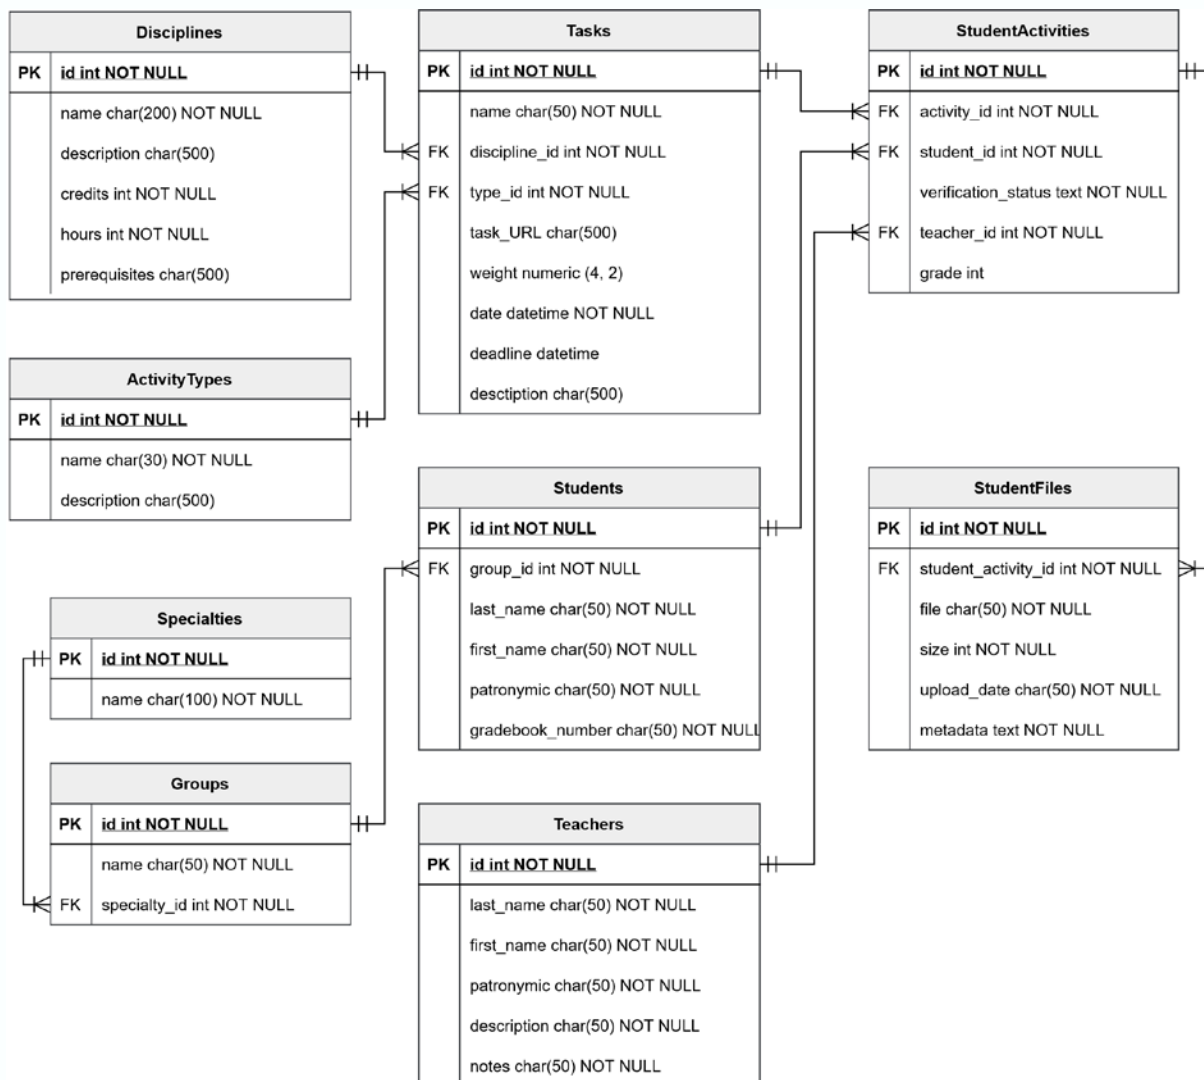 Disciplines
PK id int NOT NULL
name char(200) NOT NULL
description char(500)
credits int NOT NULL
hours int NOT NULL
prerequisites char(500)
ActivityTypes
PK id int NOT NULL
name char(30) NOT NULL
description char(500)
Specialties
PK id int NOT NULL
name char(100) NOT NULL
Groups
PK id int NOT NULL
name char(50) NOT NULL
FK specialty_id int NOT NULL
Tasks
PK id int NOT NULL
name char(50) NOT NULL
FK discipline_id int NOT NULL
FK type_id int NOT NULL
task_URL char(500)
weight numeric (4, 2)
date datetime NOT NULL
deadline datetime
desctiption char(500)
Students
PK id int NOT NULL
FK group_id int NOT NULL
last_name char(50) NOT NULL
first_name char(50) NOT NULL
patronymic char(50) NOT NULL
gradebook_number char(50) NOT NULL
Teachers
PK id int NOT NULL
last_name char(50) NOT NULL
first_name char(50) NOT NULL
patronymic char(50) NOT NULL
description char(50) NOT NULL
notes char(50) NOT NULL
StudentActivities
PK id int NOT NULL
FK activity_id int NOT NULL
FK student_id int NOT NULL
verification_status text NOT NULL
FK teacher_id int NOT NULL
grade int
StudentFiles
PK id int NOT NULL
FK student_activity_id int NOT NULL
file char(50) NOT NULL
size int NOT NULL
upload_date char(50) NOT NULL
metadata text NOT NULL